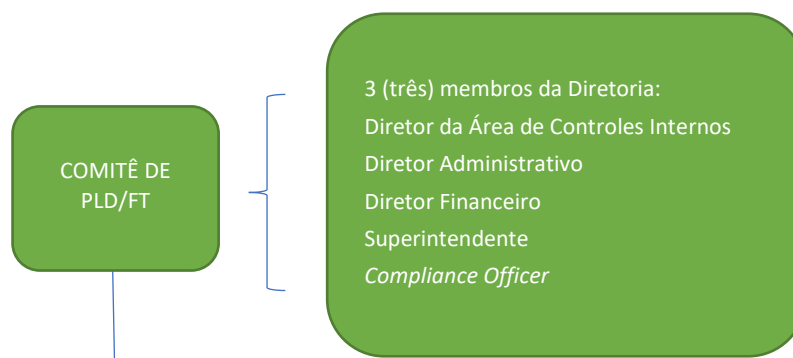 COMITÊ DE
PLD/FT
3 (três) membros da Diretoria:
Diretor da Área de Controles Internos
Diretor Administrativo
Diretor Financeiro
Superintendente
Compliance Officer